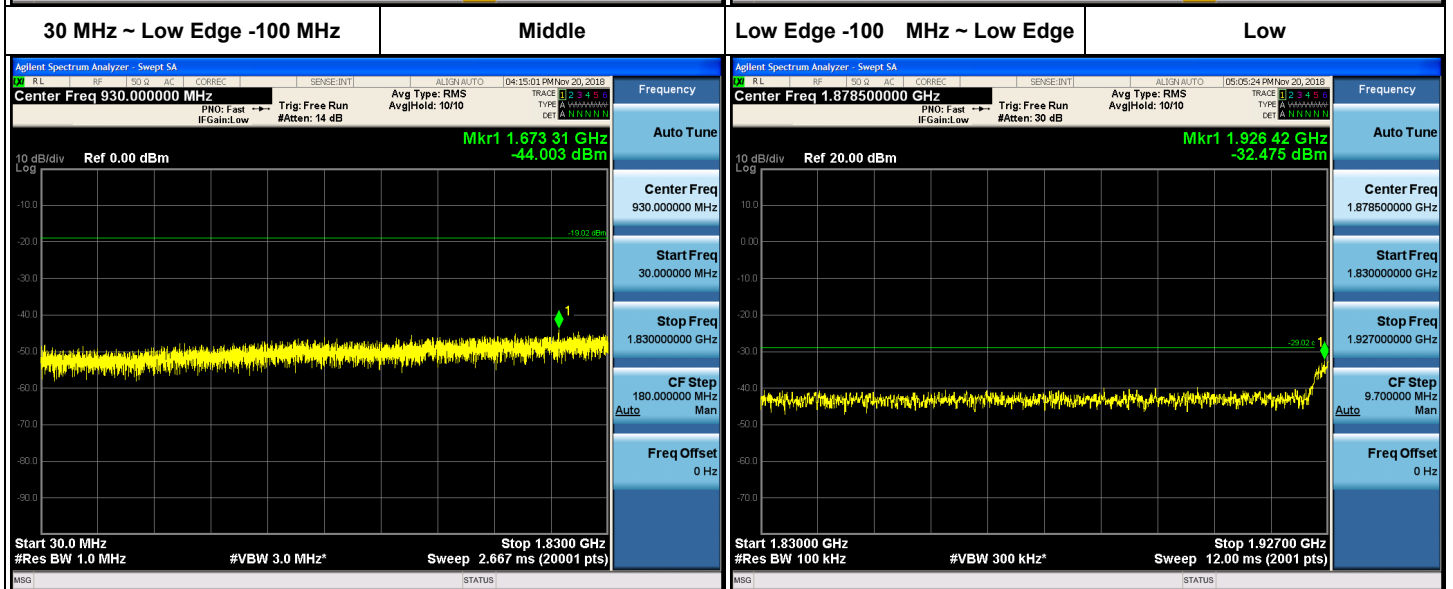 30 MHz ~ Low Edge -100 MHz
Middle
Low Edge -100 MHz ~ Low Edge
Low
Agilent Spectrum Analyzer - Swept SA
RL RF 50 Ω AC CORREC SENSE:INT ALIGN AUTO 04:15:01 PM Nov 20, 2018
Center Freq 930.000000 MHz
PNO: Fast
IFGain:Low
Trig: Free Run
#Atten: 14 dB
Avg Type: RMS
Avg|Hold: 10/10
TRACE 1 2 3 4 5 6
TYPE A
DET A N N N N N
Mkr1 1.673 31 GHz
-44.003 dBm
10 dB/div
Log
Ref 0.00 dBm
-10.0
-20.0
-30.0
-40.0
-50.0
-60.0
-70.0
-80.0
-90.0
-19.02 dBm
1
Start 30.0 MHz
Stop 1.8300 GHz
#Res BW 1.0 MHz
#VBW 3.0 MHz*
Sweep 2.667 ms (20001 pts)
MSG
STATUS
Frequency
Auto Tune
Center Freq
930.000000 MHz
Start Freq
30.000000 MHz
Stop Freq
1.830000000 GHz
CF Step
180.000000 MHz
Auto Man
Freq Offset
0 Hz
Agilent Spectrum Analyzer - Swept SA
RL RF 50 Ω AC CORREC SENSE:INT ALIGN AUTO 05:05:24 PM Nov 20, 2018
Center Freq 1.878500000 GHz
PNO: Fast
IFGain:Low
Trig: Free Run
#Atten: 30 dB
Avg Type: RMS
Avg|Hold: 10/10
TRACE 1 2 3 4 5 6
TYPE A
DET A N N N N N
Mkr1 1.926 42 GHz
-32.475 dBm
10 dB/div
Log
Ref 20.00 dBm
10.0
0.00
-10.0
-20.0
-30.0
-40.0
-50.0
-60.0
-70.0
-29.02
1
Start 1.83000 GHz
Stop 1.92700 GHz
#Res BW 100 kHz
#VBW 300 kHz*
Sweep 12.00 ms (2001 pts)
MSG
STATUS
Frequency
Auto Tune
Center Freq
1.878500000 GHz
Start Freq
1.830000000 GHz
Stop Freq
1.927000000 GHz
CF Step
9.700000 MHz
Auto Man
Freq Offset
0 Hz